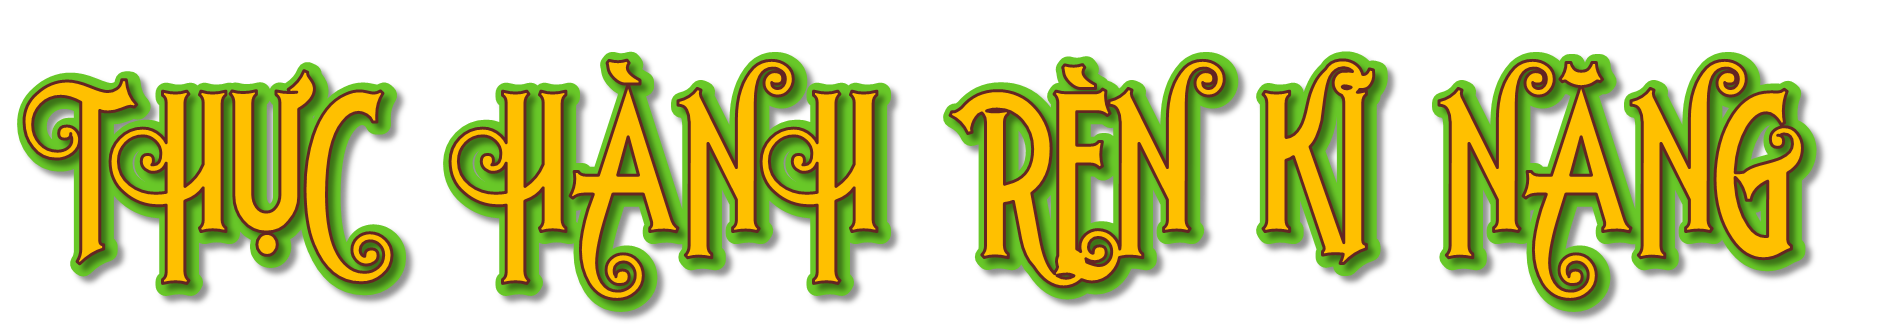 THỰC HÀNH RÈN KĨ NĂNG